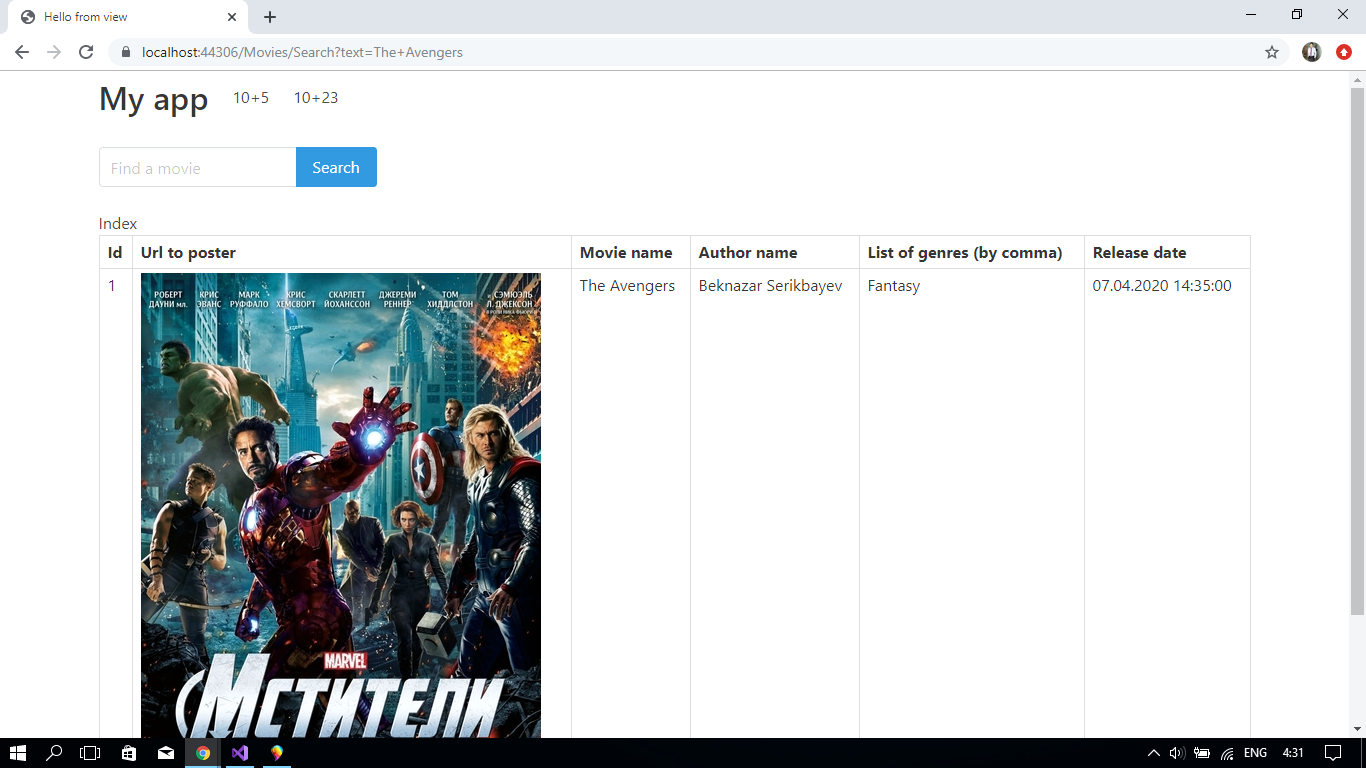 Hello from view
localhost:44306/Movies/Search?text=The+Avengers
My app 10+5 10+23
Find a movie Search
Index
Id Url to poster Movie name Author name List of genres (by comma) Release date
1 The Avengers Beknazar Serikbayev Fantasy 07.04.2020 14:35:00
РОБЕРТ ДАУНИ МЛ.
КРИС ЭВАНС
МАРК РУФФАЛО
КРИС ХЕМСВОРТ
СКАРЛЕТТ ЙОХАНССОН
ДЖЕРЕМИ РЕННЕР
ТОМ ХИДДЛСТОН
И СЭМЮЭЛЬ Л. ДЖЕКСОН
В РОЛИ НИКА ФЬЮРИ
MARVEL
МСТИТЕЛИ
ENG 4:31